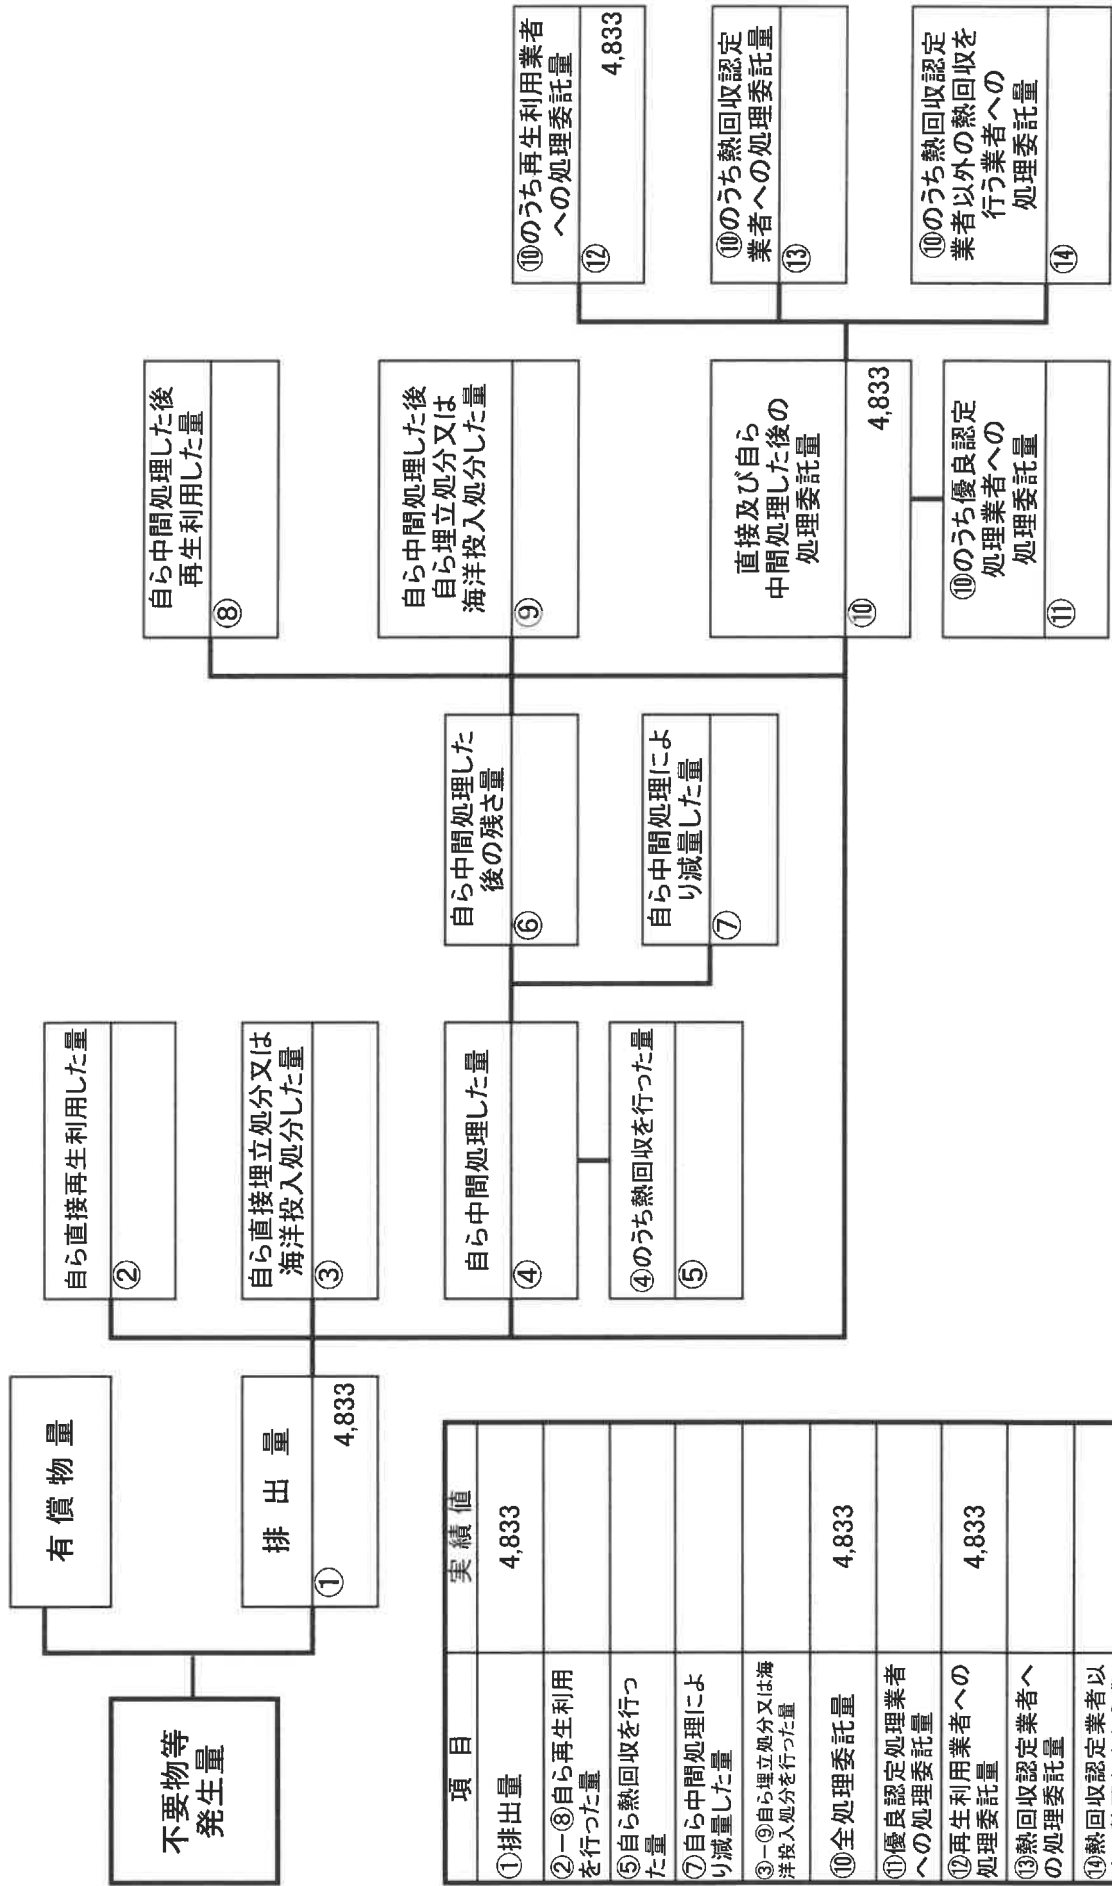 不要物等
発生量
有 償 物 量
排 出 量
①
4,833
自ら直接再生利用した量
②
自ら直接埋立処分又は
海洋投入処分した量
③
自ら中間処理した量
④
④のうち熱回収を行った量
⑤
自ら中間処理した
後の残さ量
⑥
自ら中間処理によ
り減量した量
⑦
自ら中間処理した後
再生利用した量
⑧
自ら中間処理した後
自ら埋立処分又は
海洋投入処分した量
⑨
直接及び自ら
中間処理した後の
処理委託量
⑩
4,833
⑩のうち優良認定
処理業者への
処理委託量
⑪
⑩のうち再生利用業者
への処理委託量
⑫
4,833
⑩のうち熱回収認定
業者への処理委託量
⑬
⑩のうち熱回収認定
業者以外の熱回収を
行う業者への
処理委託量
⑭
項 目
実 績 値
①排出量
4,833
②ー⑧自ら再生利用
を行った量
⑤自ら熱回収を行っ
た量
⑦自ら中間処理によ
り減量した量
③ー⑨自ら埋立処分又は海
洋投入処分を行った量
⑩全処理委託量
4,833
⑪優良認定処理業者
への処理委託量
⑫再生利用業者への
処理委託量
4,833
⑬熱回収認定業者へ
の処理委託量
⑭熱回収認定業者以